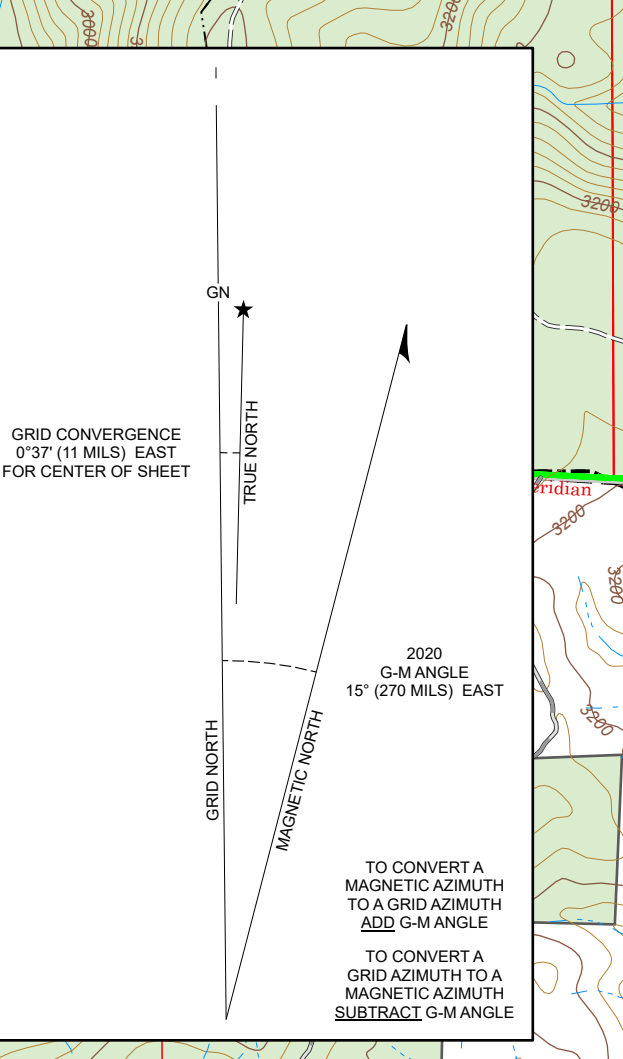 3000
3200
GN
3200
GRID CONVERGENCE
0°37' (11 MILS) EAST
FOR CENTER OF SHEET
TRUE NORTH
eridian
3200
3200
2020
G-M ANGLE
15° (270 MILS) EAST
3200
GRID NORTH
MAGNETIC NORTH
TO CONVERT A
MAGNETIC AZIMUTH
TO A GRID AZIMUTH
ADD G-M ANGLE
TO CONVERT A
GRID AZIMUTH TO A
MAGNETIC AZIMUTH
SUBTRACT G-M ANGLE